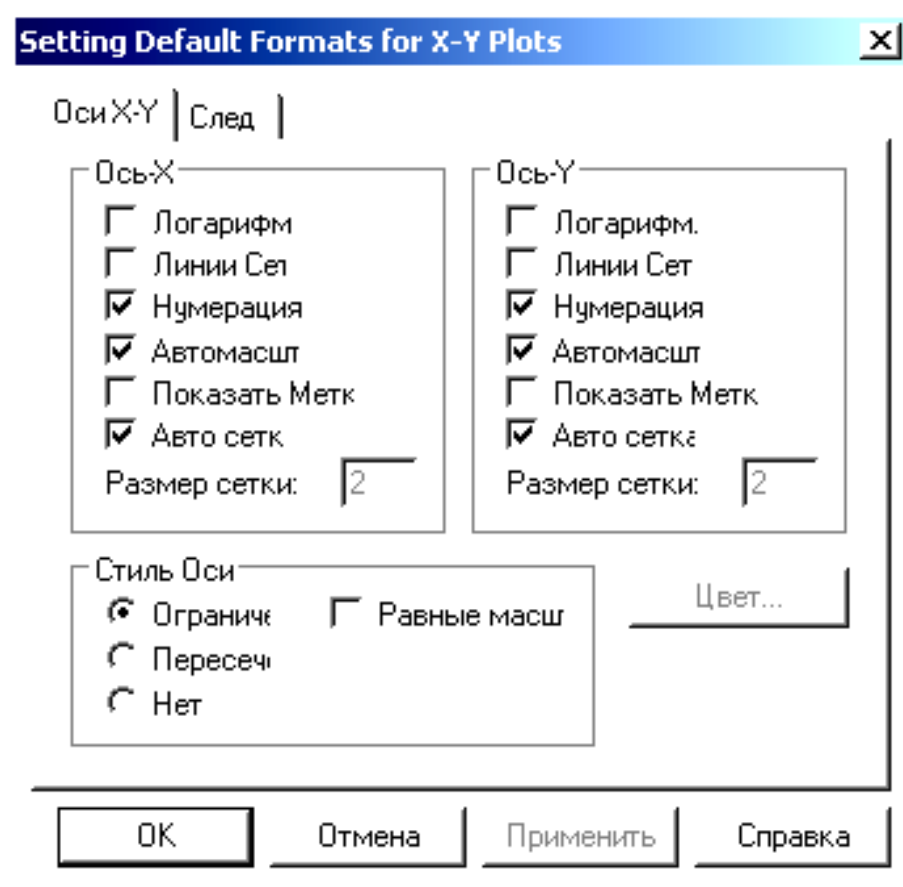 Setting Default Formats for X-Y Plots
Оси X-Y След
Ось-X
Логарифм
Линии Сет
Нумерация
Автомасшт
Показать Метк
Авто сетк
Размер сетки: 2
Ось-Y
Логарифм.
Линии Сет
Нумерация
Автомасшт
Показать Метк
Авто сетка
Размер сетки: 2
Стиль Оси
Ограниче
Пересеч
Нет
Равные масш
Цвет...
OK Отмена Применить Справка